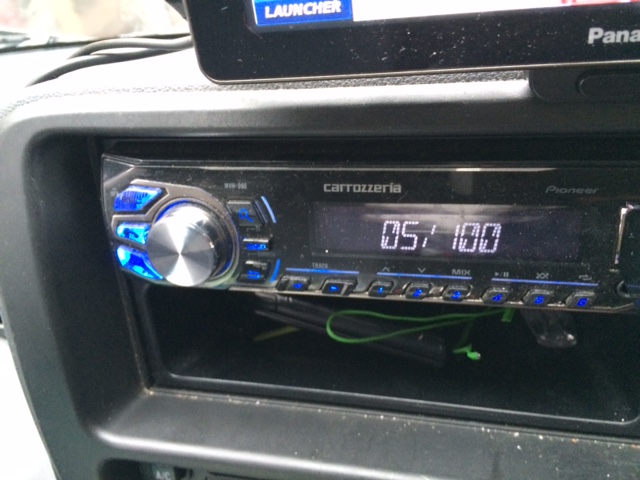 LAUNCHER
Pana
carrozzeria
Pioneer
05/ 100
TRACK
MIX
A/C